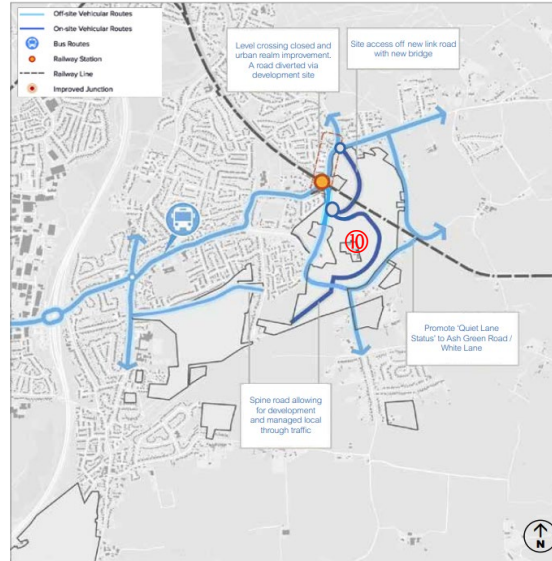 Off-site Vehicular Routes
On-site Vehicular Routes
Bus Routes
Railway Station
Railway Line
Improved Junction
Level crossing closed and
urban realm improvement.
A road diverted via
development site
Site access off new link road
with new bridge
10
Promote 'Quiet Lane
Status' to Ash Green Road /
White Lane
Spine road allowing
for development
and managed local
through traffic
N